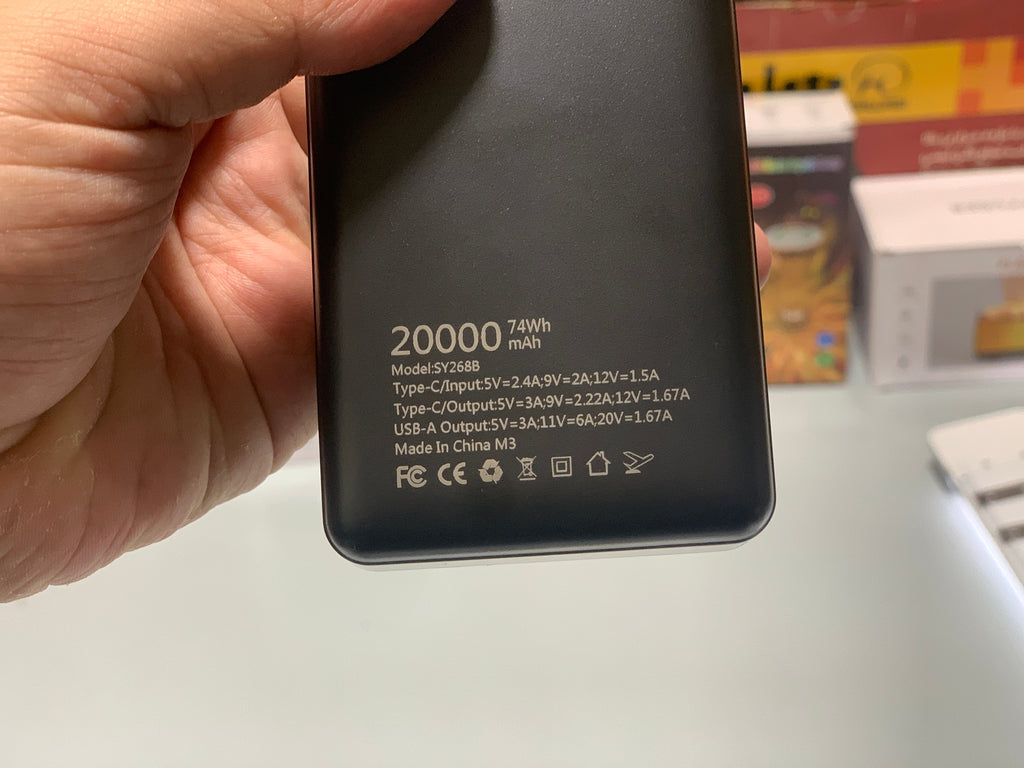 20000 74Wh
mAh
Model:SY268B
Type-C/Input:5V=2.4A;9V=2A;12V=1.5A
Type-C/Output:5V=3A;9V=2.22A;12V=1.67A
USB-A Output:5V=3A;11V=6A;20V=1.67A
Made In China M3
FC CE